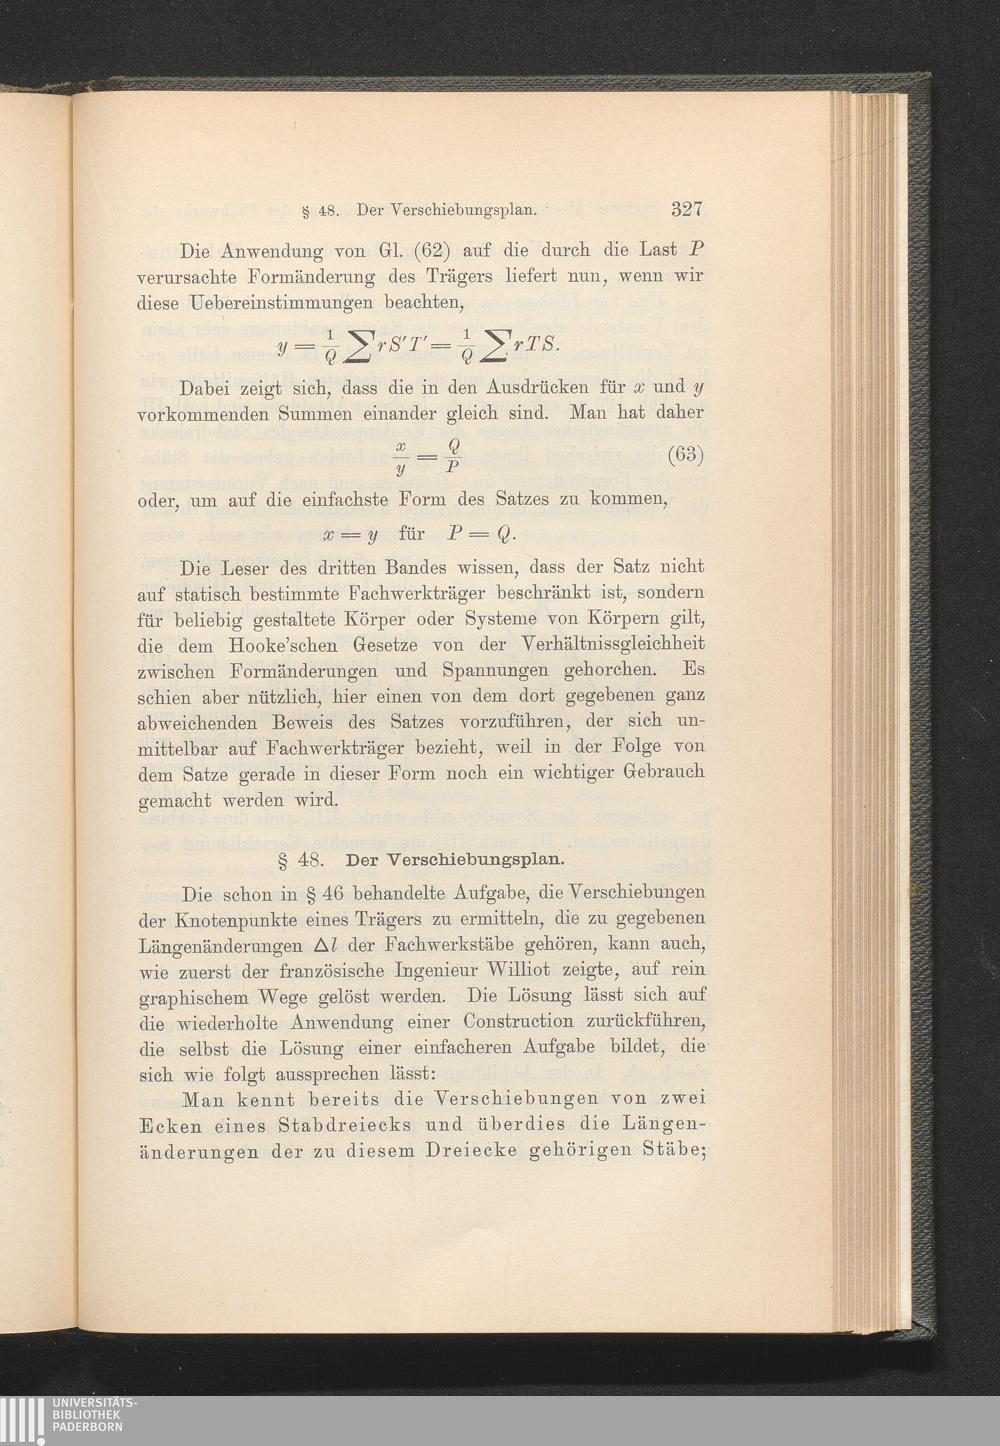 § 48. Der Verschiebungsplan. 327
Die Anwendung von Gl. (62) auf die durch die Last P
verursachte Formänderung des Trägers liefert nun, wenn wir
diese Uebereinstimmungen beachten,
y = 1/Q ∑ r S′T′ = 1/Q ∑ r T S.
Dabei zeigt sich, dass die in den Ausdrücken für x und y
vorkommenden Summen einander gleich sind. Man hat daher
x/y = Q/P (63)
oder, um auf die einfachste Form des Satzes zu kommen,
x = y für P = Q.
Die Leser des dritten Bandes wissen, dass der Satz nicht
auf statisch bestimmte Fachwerkträger beschränkt ist, sondern
für beliebig gestaltete Körper oder Systeme von Körpern gilt,
die dem Hooke'schen Gesetze von der Verhältnissgleichheit
zwischen Formänderungen und Spannungen gehorchen. Es
schien aber nützlich, hier einen von dem dort gegebenen ganz
abweichenden Beweis des Satzes vorzuführen, der sich un-
mittelbar auf Fachwerkträger bezieht, weil in der Folge von
dem Satze gerade in dieser Form noch ein wichtiger Gebrauch
gemacht werden wird.
§ 48. Der Verschiebungsplan.
Die schon in § 46 behandelte Aufgabe, die Verschiebungen
der Knotenpunkte eines Trägers zu ermitteln, die zu gegebenen
Längenänderungen Δl der Fachwerkstäbe gehören, kann auch,
wie zuerst der französische Ingenieur Williot zeigte, auf rein
graphischem Wege gelöst werden. Die Lösung lässt sich auf
die wiederholte Anwendung einer Construction zurückführen,
die selbst die Lösung einer einfacheren Aufgabe bildet, die
sich wie folgt aussprechen lässt:
Man kennt bereits die Verschiebungen von zwei
Ecken eines Stabdreiecks und überdies die Längen-
änderungen der zu diesem Dreiecke gehörigen Stäbe;
UNIVERSITÄTS-
BIBLIOTHEK
PADERBORN